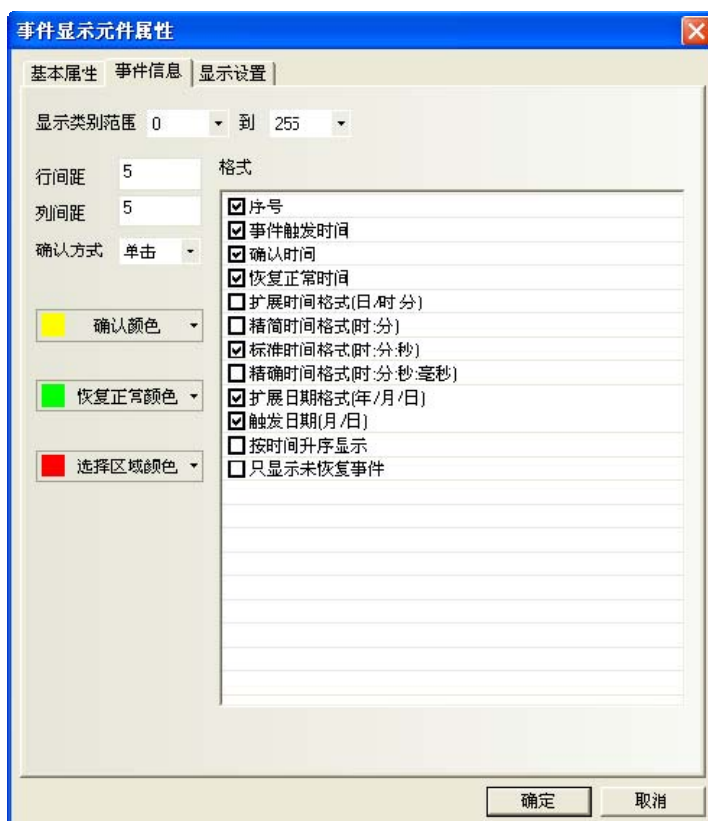 事件显示元件属性
基本属性 事件信息 显示设置
显示类别范围 0 到 255
行间距 5 格式
列间距 5
确认方式 单击
确认颜色
恢复正常颜色
选择区域颜色
序号
事件触发时间
确认时间
恢复正常时间
扩展时间格式(日/时:分)
精简时间格式(时:分)
标准时间格式(时:分:秒)
精确时间格式(时:分:秒:毫秒)
扩展日期格式(年/月/日)
触发日期(月/日)
按时间升序显示
只显示未恢复事件
确定 取消